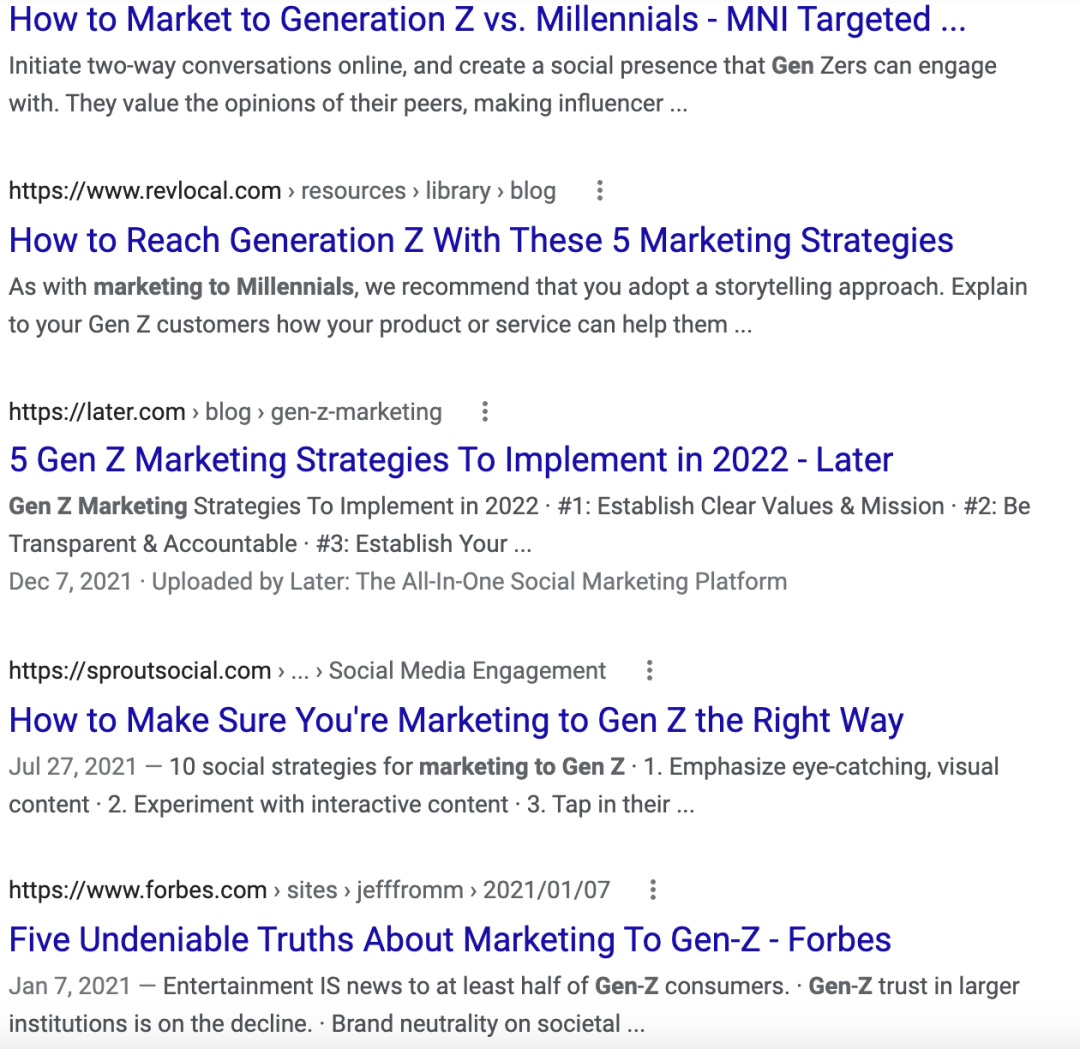 How to Market to Generation Z vs. Millennials - MNI Targeted ...
Initiate two-way conversations online, and create a social presence that Gen Zers can engage
with. They value the opinions of their peers, making influencer ...
https://www.revlocal.com › resources › library › blog
How to Reach Generation Z With These 5 Marketing Strategies
As with marketing to Millennials, we recommend that you adopt a storytelling approach. Explain
to your Gen Z customers how your product or service can help them ...
https://later.com › blog › gen-z-marketing
5 Gen Z Marketing Strategies To Implement in 2022 - Later
Gen Z Marketing Strategies To Implement in 2022 · #1: Establish Clear Values & Mission · #2: Be
Transparent & Accountable · #3: Establish Your ...
Dec 7, 2021 · Uploaded by Later: The All-In-One Social Marketing Platform
https://sproutsocial.com › ... › Social Media Engagement
How to Make Sure You're Marketing to Gen Z the Right Way
Jul 27, 2021 — 10 social strategies for marketing to Gen Z · 1. Emphasize eye-catching, visual
content · 2. Experiment with interactive content · 3. Tap in their ...
https://www.forbes.com › sites › jefffromm › 2021/01/07
Five Undeniable Truths About Marketing To Gen-Z - Forbes
Jan 7, 2021 — Entertainment IS news to at least half of Gen-Z consumers. · Gen-Z trust in larger
institutions is on the decline. · Brand neutrality on societal ...